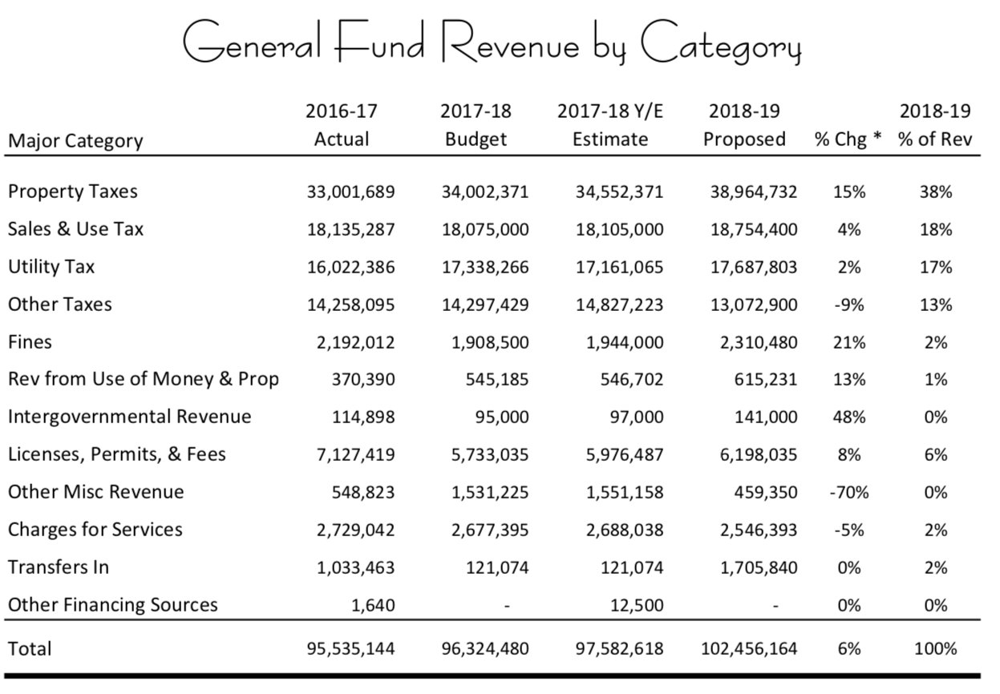 General Fund Revenue by Category
2016-17 2017-18 2017-18 Y/E 2018-19 2018-19
Major Category Actual Budget Estimate Proposed % Chg * % of Rev
Property Taxes 33,001,689 34,002,371 34,552,371 38,964,732 15% 38%
Sales & Use Tax 18,135,287 18,075,000 18,105,000 18,754,400 4% 18%
Utility Tax 16,022,386 17,338,266 17,161,065 17,687,803 2% 17%
Other Taxes 14,258,095 14,297,429 14,827,223 13,072,900 -9% 13%
Fines 2,192,012 1,908,500 1,944,000 2,310,480 21% 2%
Rev from Use of Money & Prop 370,390 545,185 546,702 615,231 13% 1%
Intergovernmental Revenue 114,898 95,000 97,000 141,000 48% 0%
Licenses, Permits, & Fees 7,127,419 5,733,035 5,976,487 6,198,035 8% 6%
Other Misc Revenue 548,823 1,531,225 1,551,158 459,350 -70% 0%
Charges for Services 2,729,042 2,677,395 2,688,038 2,546,393 -5% 2%
Transfers In 1,033,463 121,074 121,074 1,705,840 0% 2%
Other Financing Sources 1,640 - 12,500 - 0% 0%
Total 95,535,144 96,324,480 97,582,618 102,456,164 6% 100%